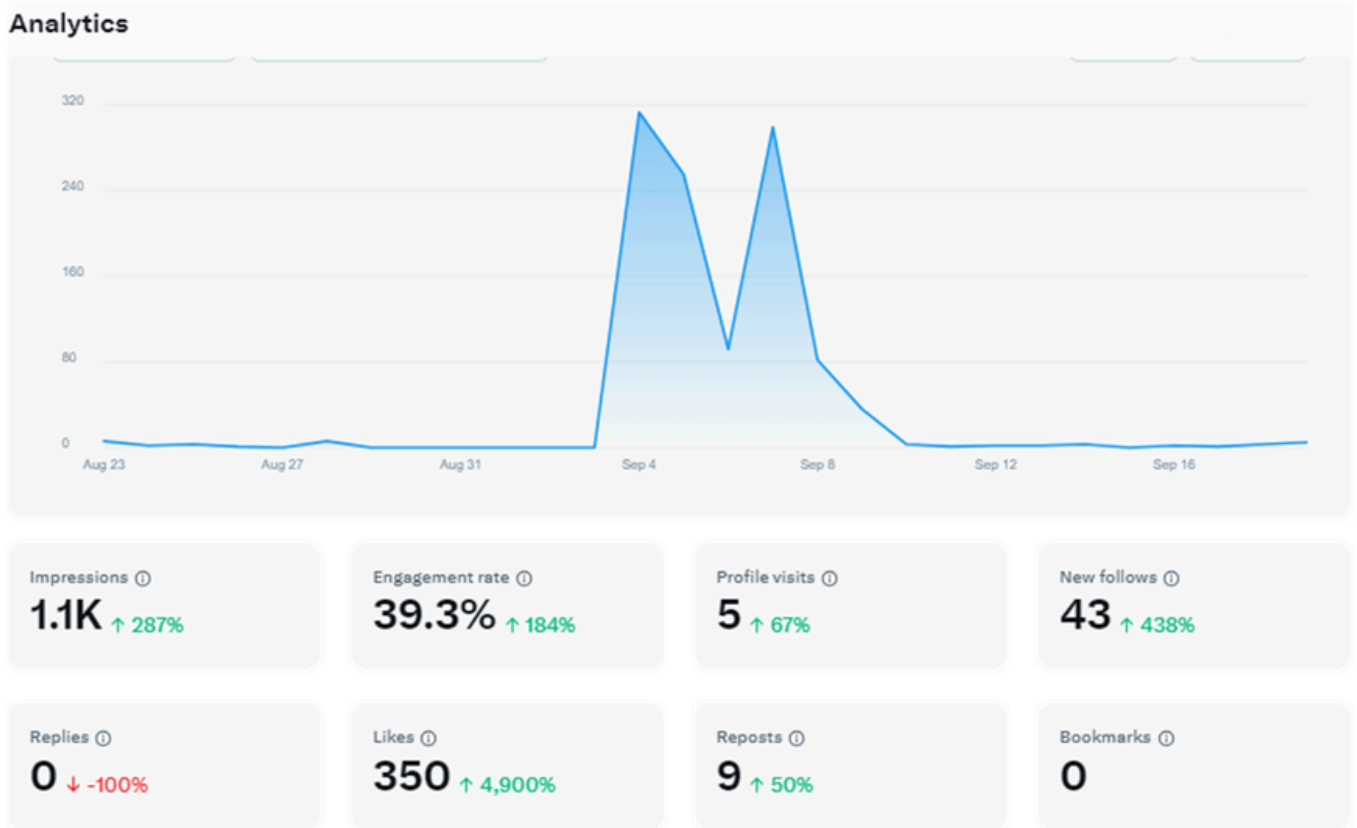 Analytics
320
240
160
80
0
Aug 23 Aug 27 Aug 31 Sep 4 Sep 8 Sep 12 Sep 16
Impressions Engagement rate Profile visits New follows
1.1K ↑ 287% 39.3% ↑ 184% 5 ↑ 67% 43 ↑ 438%
Replies Likes Reposts Bookmarks
0 ↓ -100% 350 ↑ 4,900% 9 ↑ 50% 0